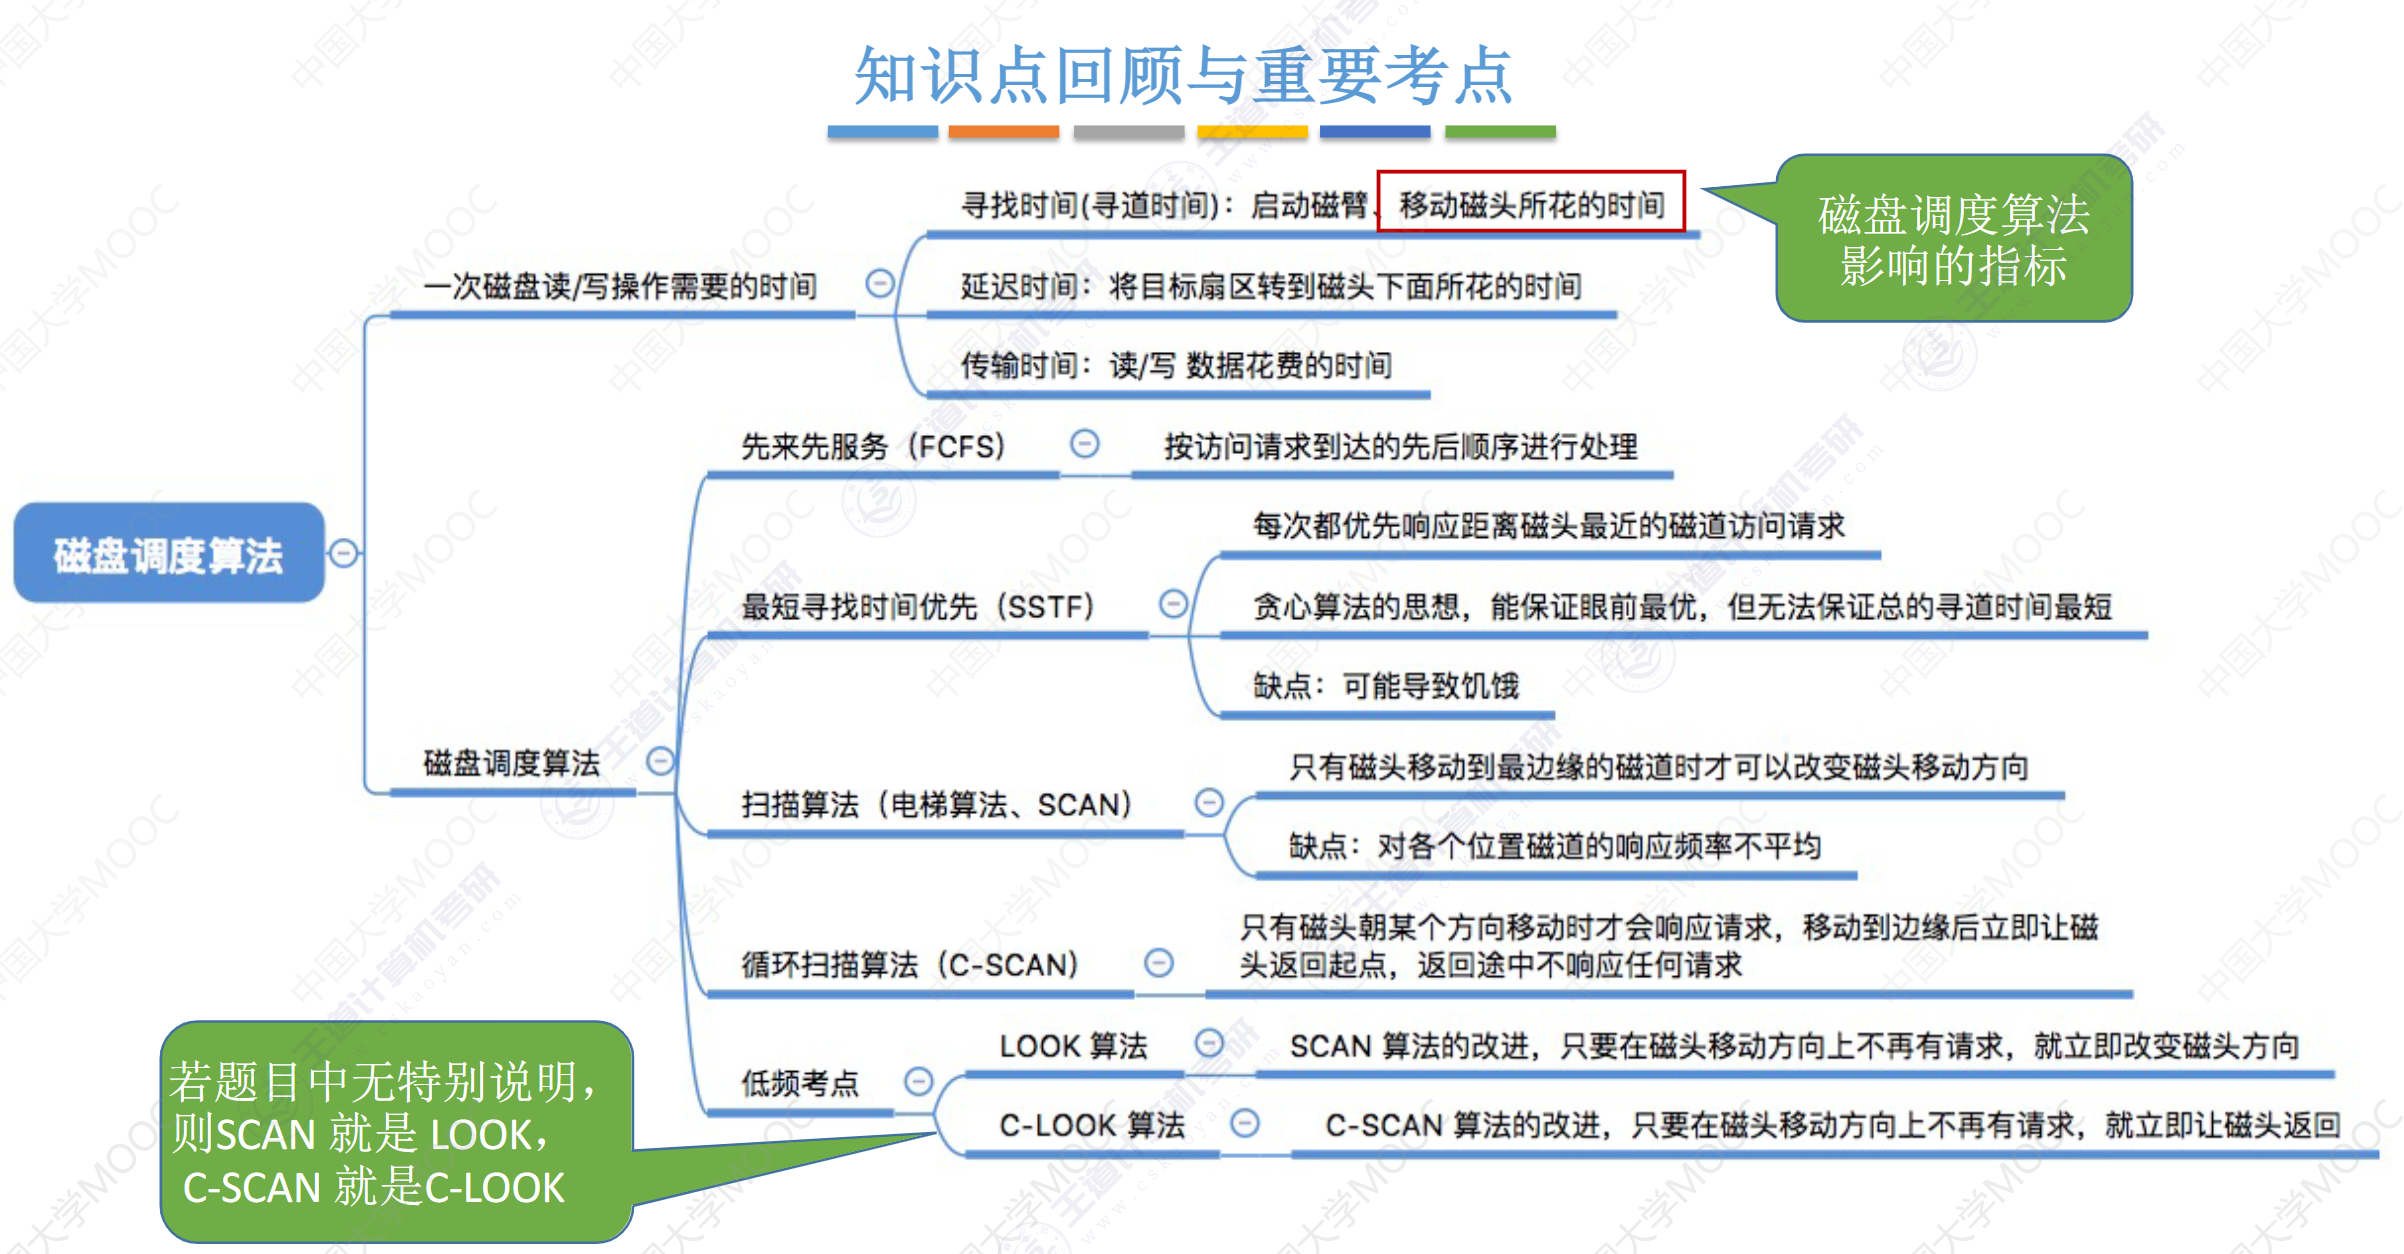 知识点回顾与重要考点
寻找时间(寻道时间)：启动磁臂、移动磁头所花的时间
磁盘调度算法
影响的指标
一次磁盘读/写操作需要的时间
延迟时间：将目标扇区转到磁头下面所花的时间
传输时间：读/写 数据花费的时间
先来先服务（FCFS）
按访问请求到达的先后顺序进行处理
每次都优先响应距离磁头最近的磁道访问请求
磁盘调度算法
最短寻找时间优先（SSTF）
贪心算法的思想，能保证眼前最优，但无法保证总的寻道时间最短
缺点：可能导致饥饿
磁盘调度算法
只有磁头移动到最边缘的磁道时才可以改变磁头移动方向
扫描算法（电梯算法、SCAN）
缺点：对各个位置磁道的响应频率不平均
循环扫描算法（C-SCAN）
只有磁头朝某个方向移动时才会响应请求，移动到边缘后立即让磁
头返回起点，返回途中不响应任何请求
低频考点
LOOK 算法
SCAN 算法的改进，只要在磁头移动方向上不再有请求，就立即改变磁头方向
C-LOOK 算法
C-SCAN 算法的改进，只要在磁头移动方向上不再有请求，就立即让磁头返回
若题目中无特别说明，
则SCAN 就是 LOOK，
C-SCAN 就是C-LOOK
中国大学MOOC
王道计算机考研
www.cskaoyan.com